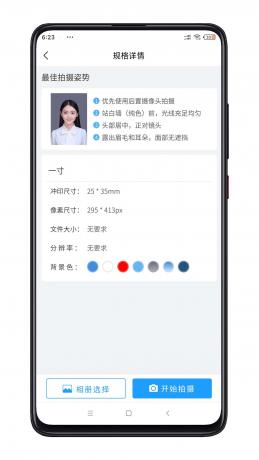 6:23
规格详情
最佳拍摄姿势
1 优先使用后置摄像头拍摄
2 站白墙（纯色）前，光线充足均匀
3 头部居中，正对镜头
4 露出眉毛和耳朵，面部无遮挡
一寸
冲印尺寸： 25 * 35mm
像素尺寸： 295 * 413px
文件大小： 无要求
分辨率： 无要求
背景色：
相册选择
开始拍摄